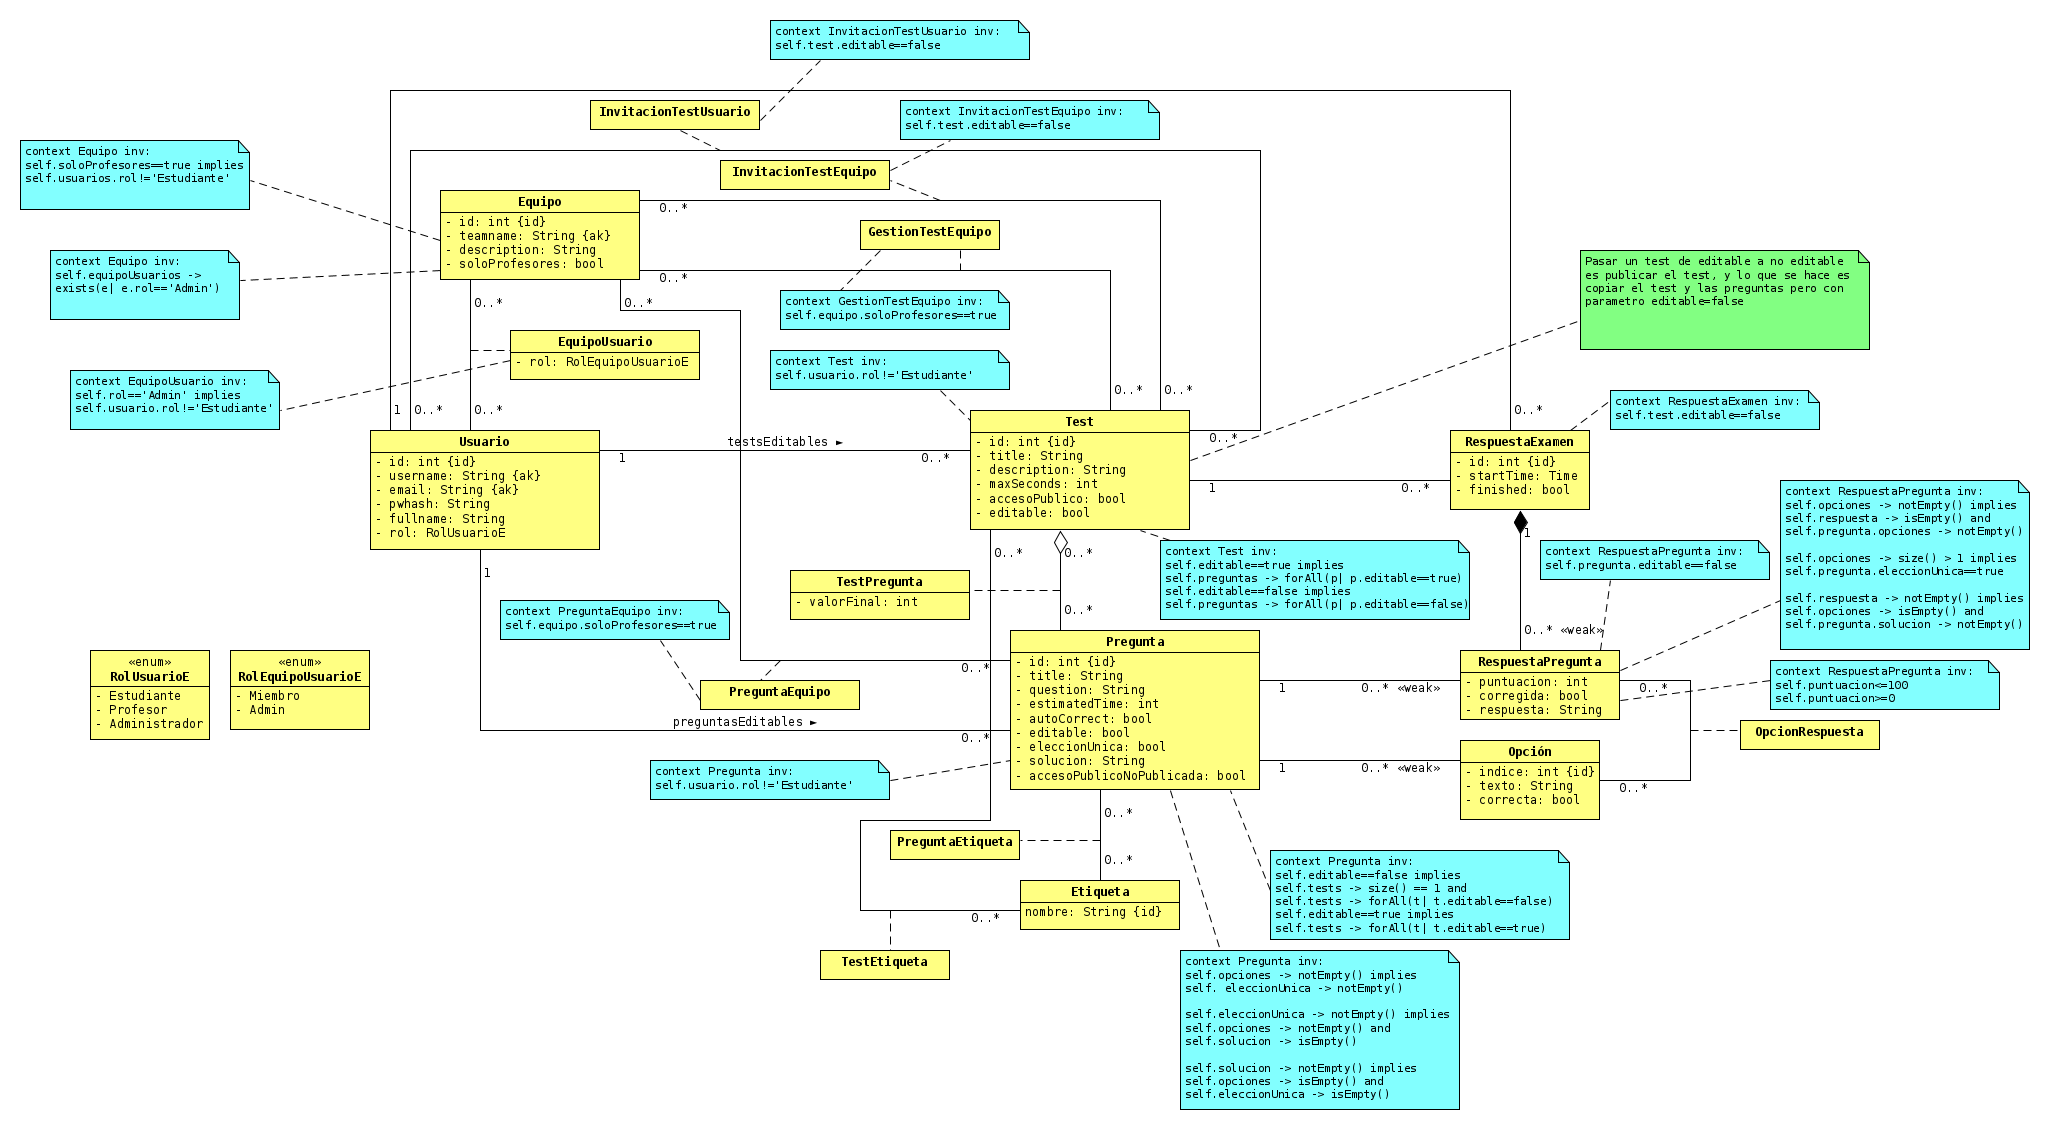 context InvitacionTestUsuario inv:
self.test.editable==false
InvitacionTestUsuario
context InvitacionTestEquipo inv:
self.test.editable==false
context Equipo inv:
self.soloProfesores==true implies
self.usuarios.rol!='Estudiante'
InvitacionTestEquipo
Equipo
- id: int {id}
- teamname: String {ak}
- description: String
- soloProfesores: bool
0..*
GestionTestEquipo
context Equipo inv:
self.equipoUsuarios ->
exists(e| e.rol=='Admin')
0..*
context GestionTestEquipo inv:
self.equipo.soloProfesores==true
Pasar un test de editable a no editable
es publicar el test, y lo que se hace es
copiar el test y las preguntas pero con
parametro editable=false
0..*
0..*
EquipoUsuario
- rol: RolEquipoUsuarioE
context Test inv:
self.usuario.rol!='Estudiante'
context EquipoUsuario inv:
self.rol=='Admin' implies
self.usuario.rol!='Estudiante'
1
0..*
0..*
0..*
0..*
0..*
context RespuestaExamen inv:
self.test.editable==false
Usuario
- id: int {id}
- username: String {ak}
- email: String {ak}
- pwhash: String
- fullname: String
- rol: RolUsuarioE
testsEditables ►
1
0..*
Test
- id: int {id}
- title: String
- description: String
- maxSeconds: int
- accesoPublico: bool
- editable: bool
0..*
1
0..*
RespuestaExamen
- id: int {id}
- startTime: Time
- finished: bool
context RespuestaPregunta inv:
self.opciones -> notEmpty() implies
self.respuesta -> isEmpty() and
self.pregunta.opciones -> notEmpty()
self.opciones -> size() > 1 implies
self.pregunta.eleccionUnica==true
self.respuesta -> notEmpty() implies
self.opciones -> isEmpty() and
self.pregunta.solucion -> notEmpty()
1
0..*
0..*
context Test inv:
self.editable==true implies
self.preguntas -> forAll(p| p.editable==true)
self.editable==false implies
self.preguntas -> forAll(p| p.editable==false)
1
context RespuestaPregunta inv:
self.pregunta.editable==false
TestPregunta
- valorFinal: int
0..*
context PreguntaEquipo inv:
self.equipo.soloProfesores==true
0..* «weak»
«enum»
RolUsuarioE
- Estudiante
- Profesor
- Administrador
«enum»
RolEquipoUsuarioE
- Miembro
- Admin
0..*
PreguntaEquipo
preguntasEditables ►
0..*
Pregunta
- id: int {id}
- title: String
- question: String
- estimatedTime: int
- autoCorrect: bool
- editable: bool
- eleccionUnica: bool
- solucion: String
- accesoPublicoNoPublicada: bool
1
0..* «weak»
RespuestaPregunta
- puntuacion: int
- corregida: bool
- respuesta: String
0..*
context RespuestaPregunta inv:
self.puntuacion<=100
self.puntuacion>=0
OpcionRespuesta
context Pregunta inv:
self.usuario.rol!='Estudiante'
1
0..* «weak»
Opción
- indice: int {id}
- texto: String
- correcta: bool
0..*
0..*
PreguntaEtiqueta
0..*
Etiqueta
nombre: String {id}
0..*
TestEtiqueta
context Pregunta inv:
self.editable==false implies
self.tests -> size() == 1 and
self.tests -> forAll(t| t.editable==false)
self.editable==true implies
self.tests -> forAll(t| t.editable==true)
context Pregunta inv:
self.opciones -> notEmpty() implies
self. eleccionUnica -> notEmpty()
self.eleccionUnica -> notEmpty() implies
self.opciones -> notEmpty() and
self.solucion -> isEmpty()
self.solucion -> notEmpty() implies
self.opciones -> isEmpty() and
self.eleccionUnica -> isEmpty()